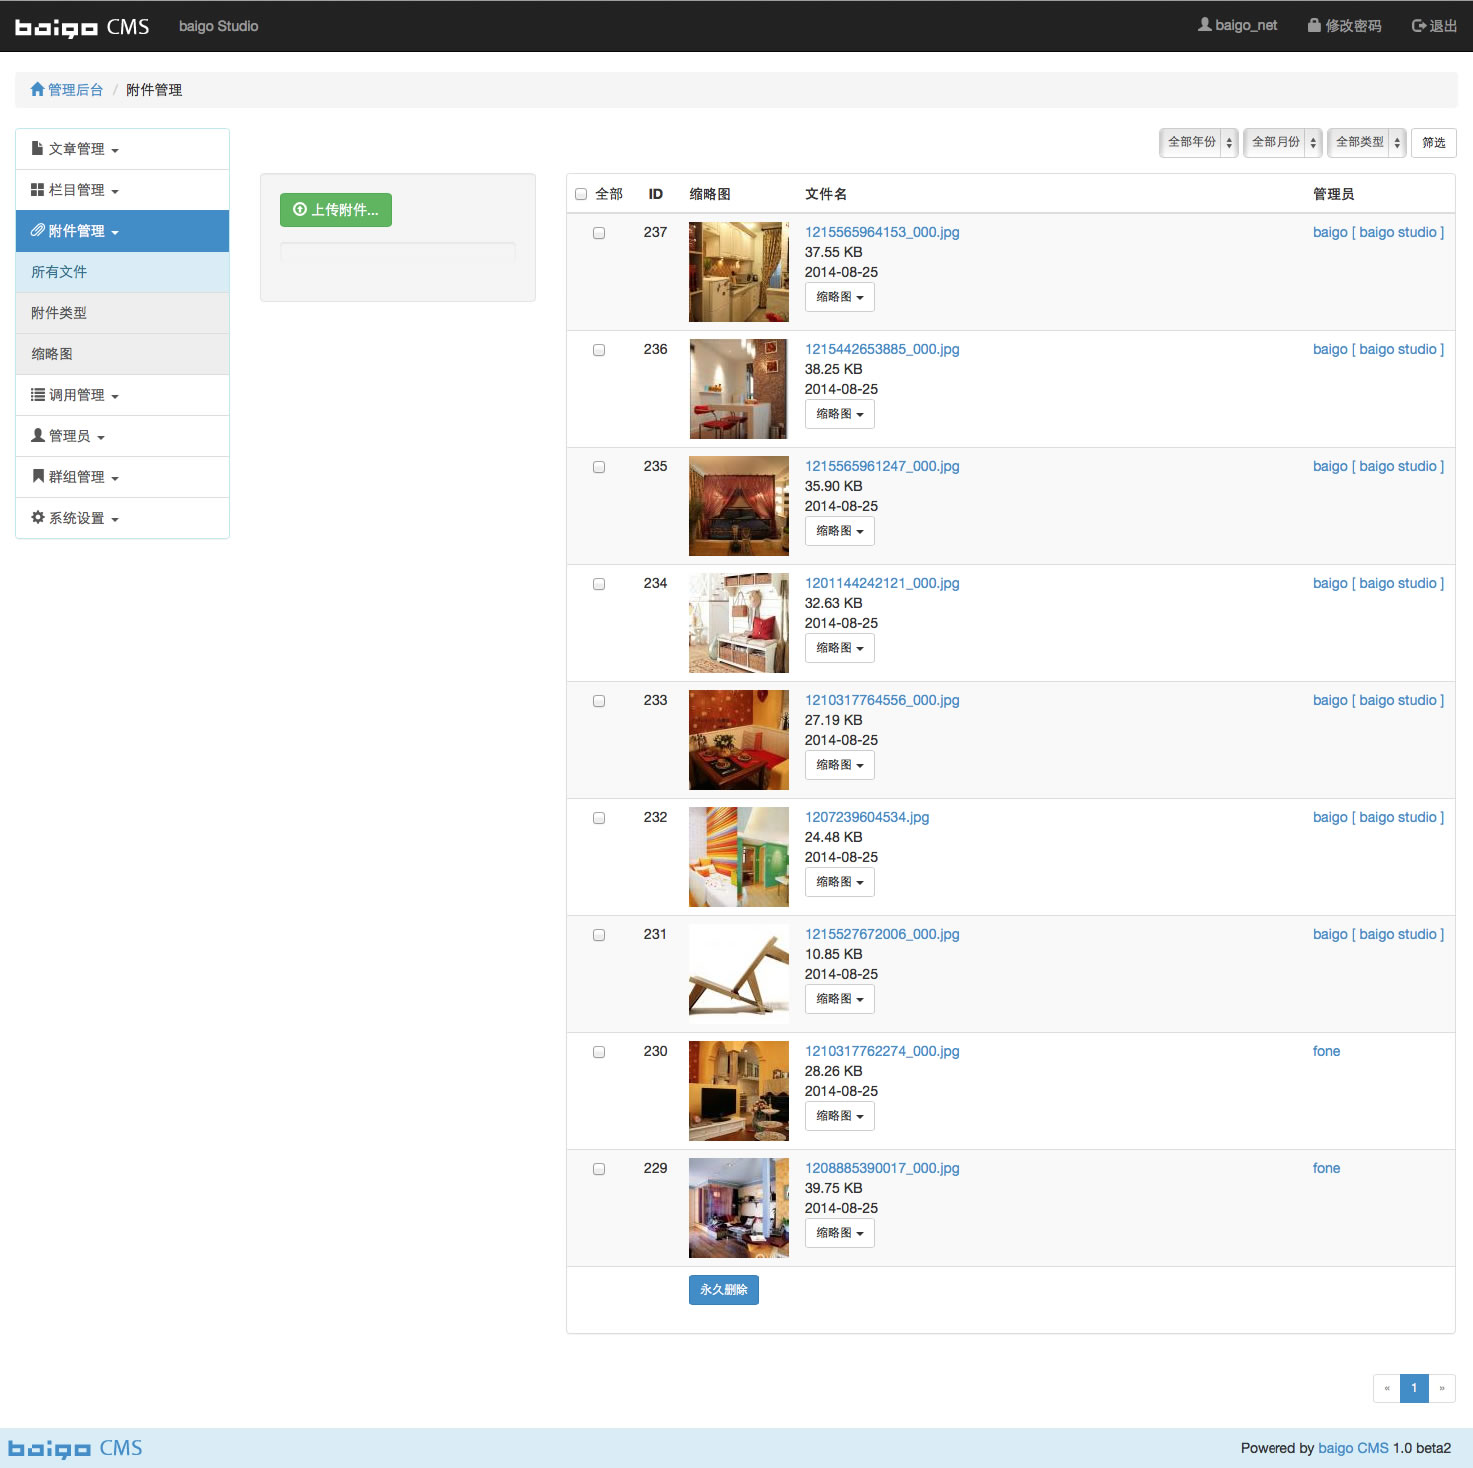 baigo CMS baigo Studio baigo_net 修改密码 退出
管理后台 / 附件管理
文章管理
栏目管理
附件管理
所有文件
附件类型
缩略图
调用管理
管理员
群组管理
系统设置
上传附件...
全部年份 全部月份 全部类型 筛选
全部 ID 缩略图 文件名 管理员
237 1215565964153_000.jpg baigo [ baigo studio ]
37.55 KB
2014-08-25
缩略图
236 1215442653885_000.jpg baigo [ baigo studio ]
38.25 KB
2014-08-25
缩略图
235 1215565961247_000.jpg baigo [ baigo studio ]
35.90 KB
2014-08-25
缩略图
234 1201144242121_000.jpg baigo [ baigo studio ]
32.63 KB
2014-08-25
缩略图
233 1210317764556_000.jpg baigo [ baigo studio ]
27.19 KB
2014-08-25
缩略图
232 1207239604534.jpg baigo [ baigo studio ]
24.48 KB
2014-08-25
缩略图
231 1215527672006_000.jpg baigo [ baigo studio ]
10.85 KB
2014-08-25
缩略图
230 1210317762274_000.jpg fone
28.26 KB
2014-08-25
缩略图
229 1208885390017_000.jpg fone
39.75 KB
2014-08-25
缩略图
永久删除
« 1 »
baigo CMS Powered by baigo CMS 1.0 beta2